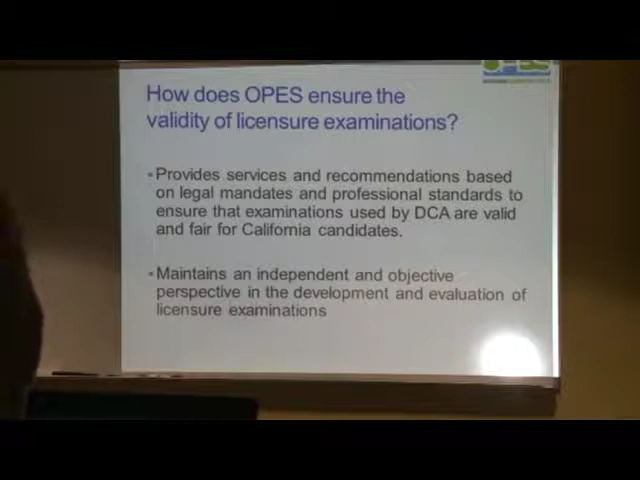 How does OPES ensure the
validity of licensure examinations?
• Provides services and recommendations based
on legal mandates and professional standards to
ensure that examinations used by DCA are valid
and fair for California candidates.
• Maintains an independent and objective
perspective in the development and evaluation of
licensure examinations